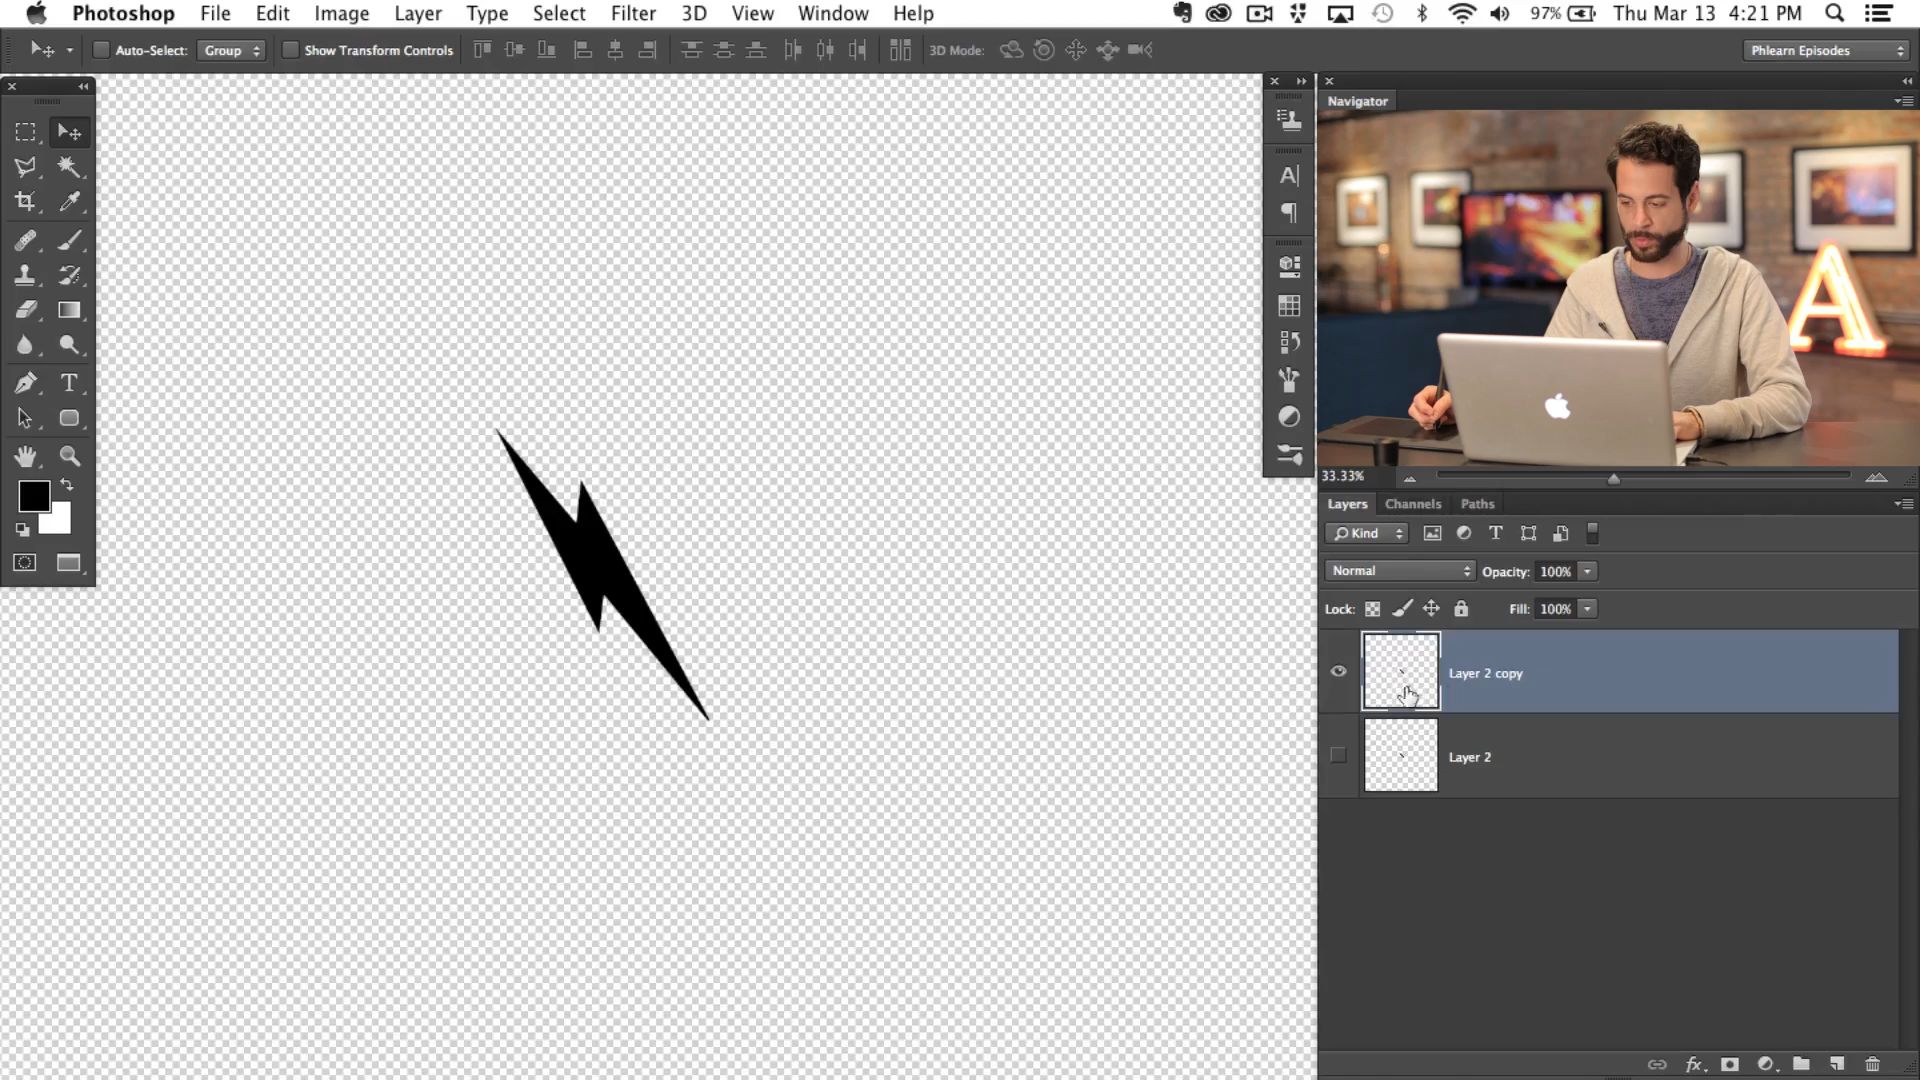 Photoshop File Edit Image Layer Type Select Filter 3D View Window Help 97% Thu Mar 13 4:21 PM
Auto-Select: Group Show Transform Controls 3D Mode: Phlearn Episodes
Navigator
A
33.33%
Layers Channels Paths
Kind
Normal Opacity: 100%
Lock: Fill: 100%
Layer 2 copy
Layer 2
fx